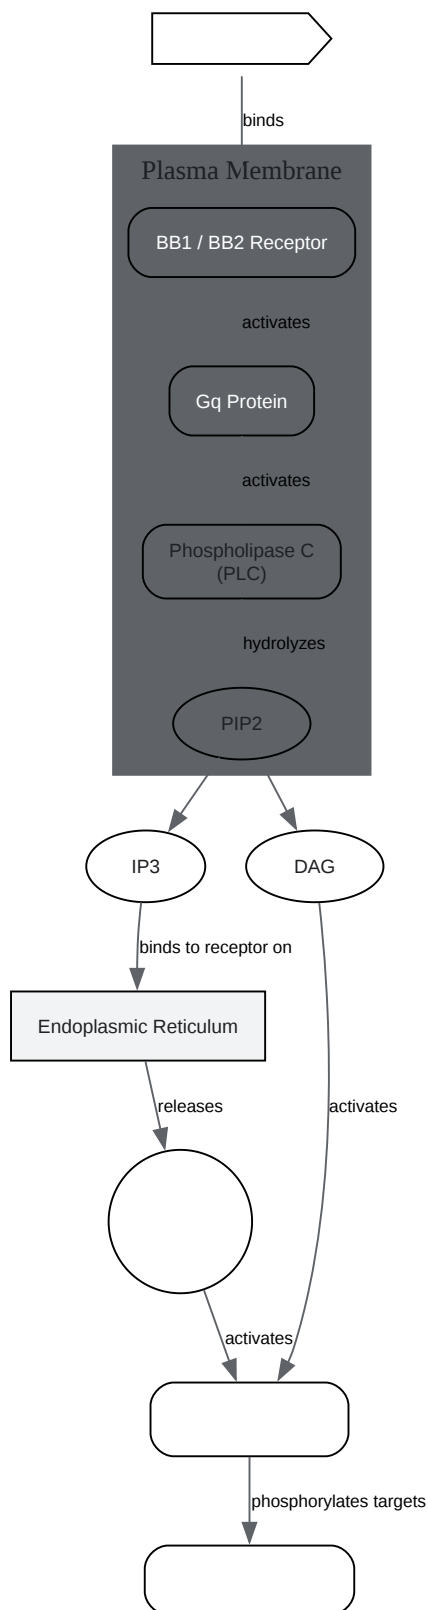 binds
Plasma Membrane
BB1 / BB2 Receptor
activates
Gq Protein
activates
Phospholipase C
(PLC)
hydrolyzes
PIP2
IP3
DAG
binds to receptor on
Endoplasmic Reticulum
releases
activates
activates
phosphorylates targets